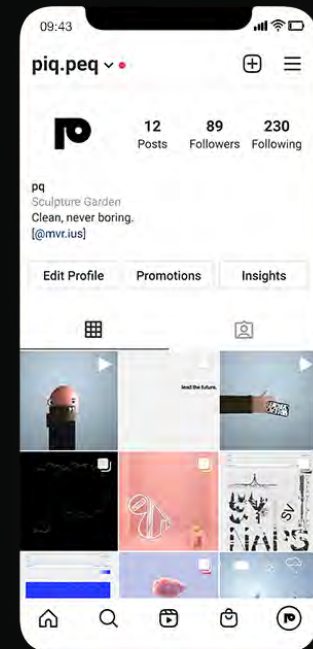 09:43
piq.peq
12 89 230
Posts Followers Following
pq
Sculpture Garden
Clean, never boring.
[@mvr.ius]
Edit Profile Promotions Insights
lead the future.
SV